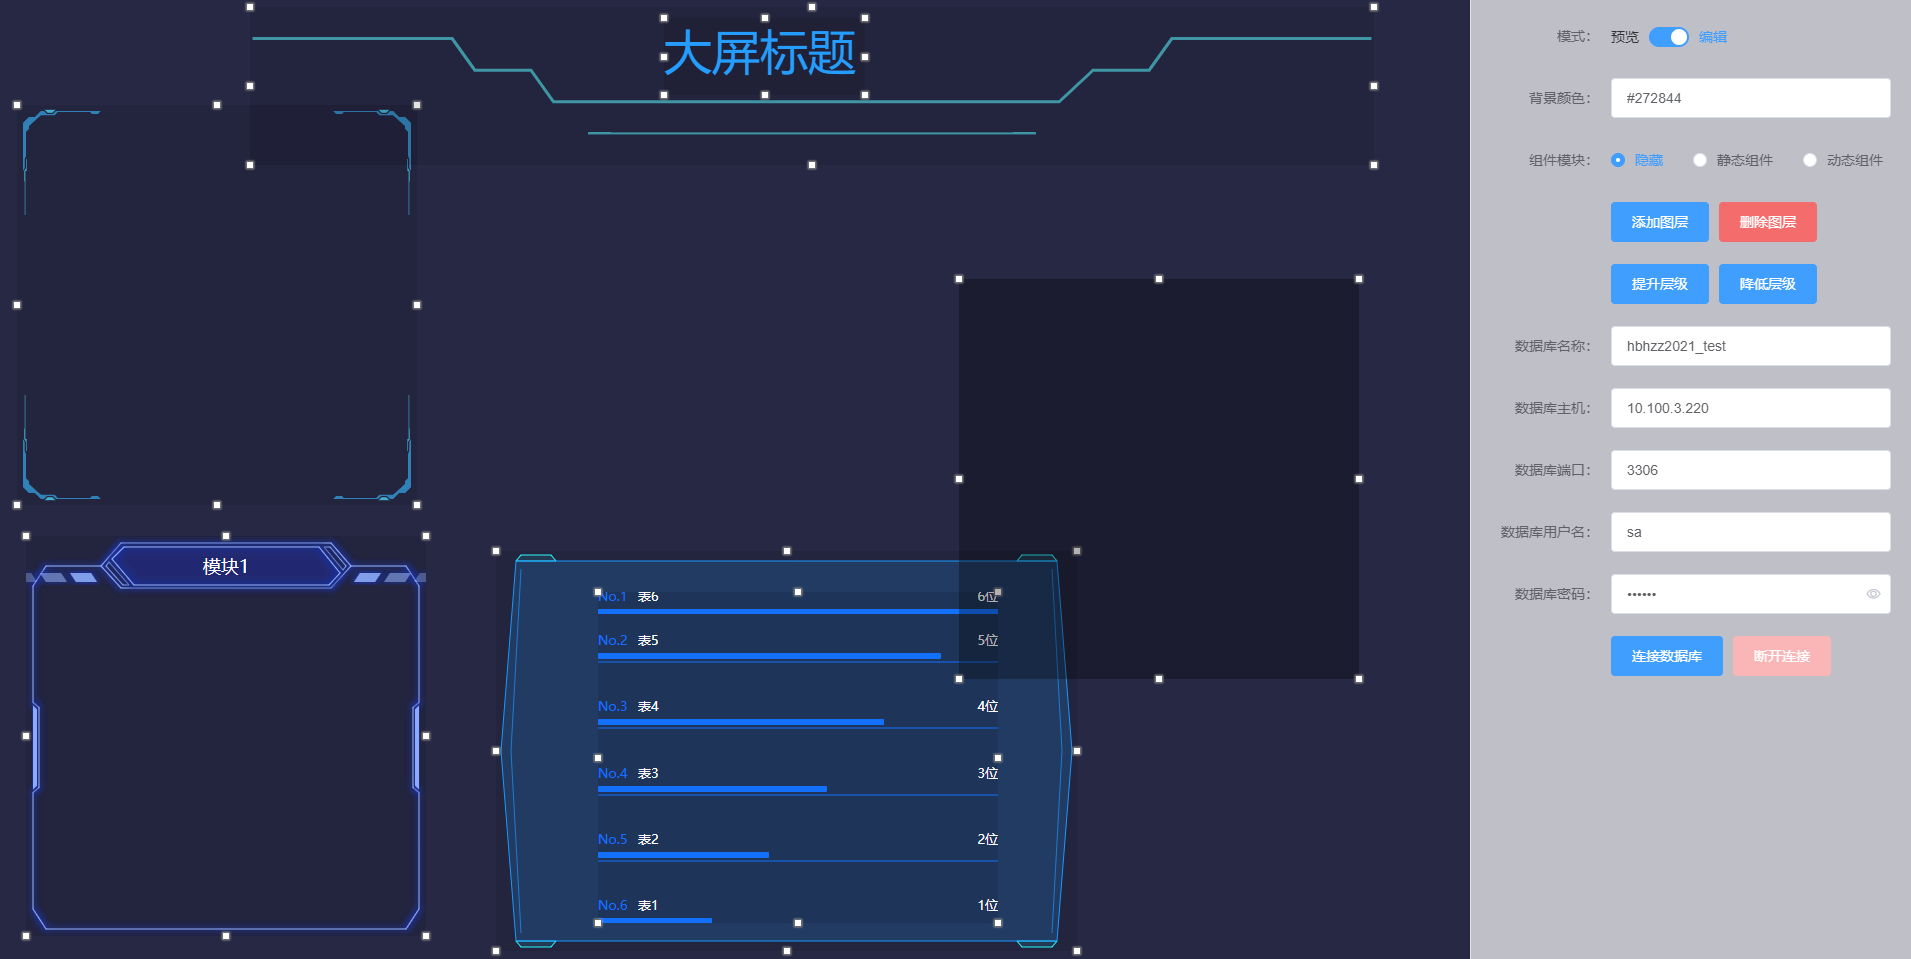 大屏标题
模块1
No.1 表6 6位
No.2 表5 5位
No.3 表4 4位
No.4 表3 3位
No.5 表2 2位
No.6 表1 1位
模式： 预览 编辑
背景颜色： #272844
组件模块： 隐藏 静态组件 动态组件
添加图层 删除图层
提升层级 降低层级
数据库名称： hbhzz2021_test
数据库主机： 10.100.3.220
数据库端口： 3306
数据库用户名： sa
数据库密码： ••••••
连接数据库 断开连接